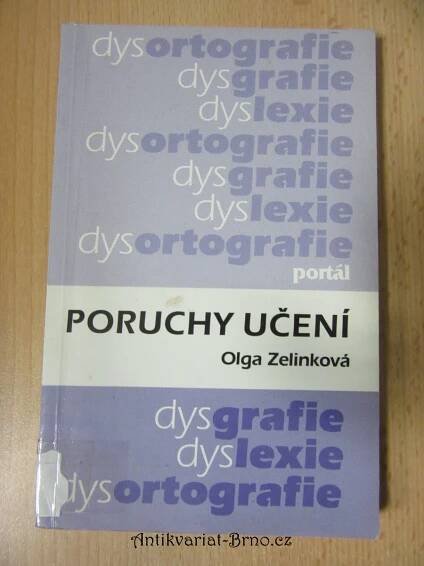 dysortografie
dysgrafie
dyslexie
dysortografie
dysgrafie
dyslexie
dysortografie
portál
PORUCHY UČENÍ
Olga Zelinková
dysgrafie
dyslexie
dysortografie
Antikvariat-Brno.cz